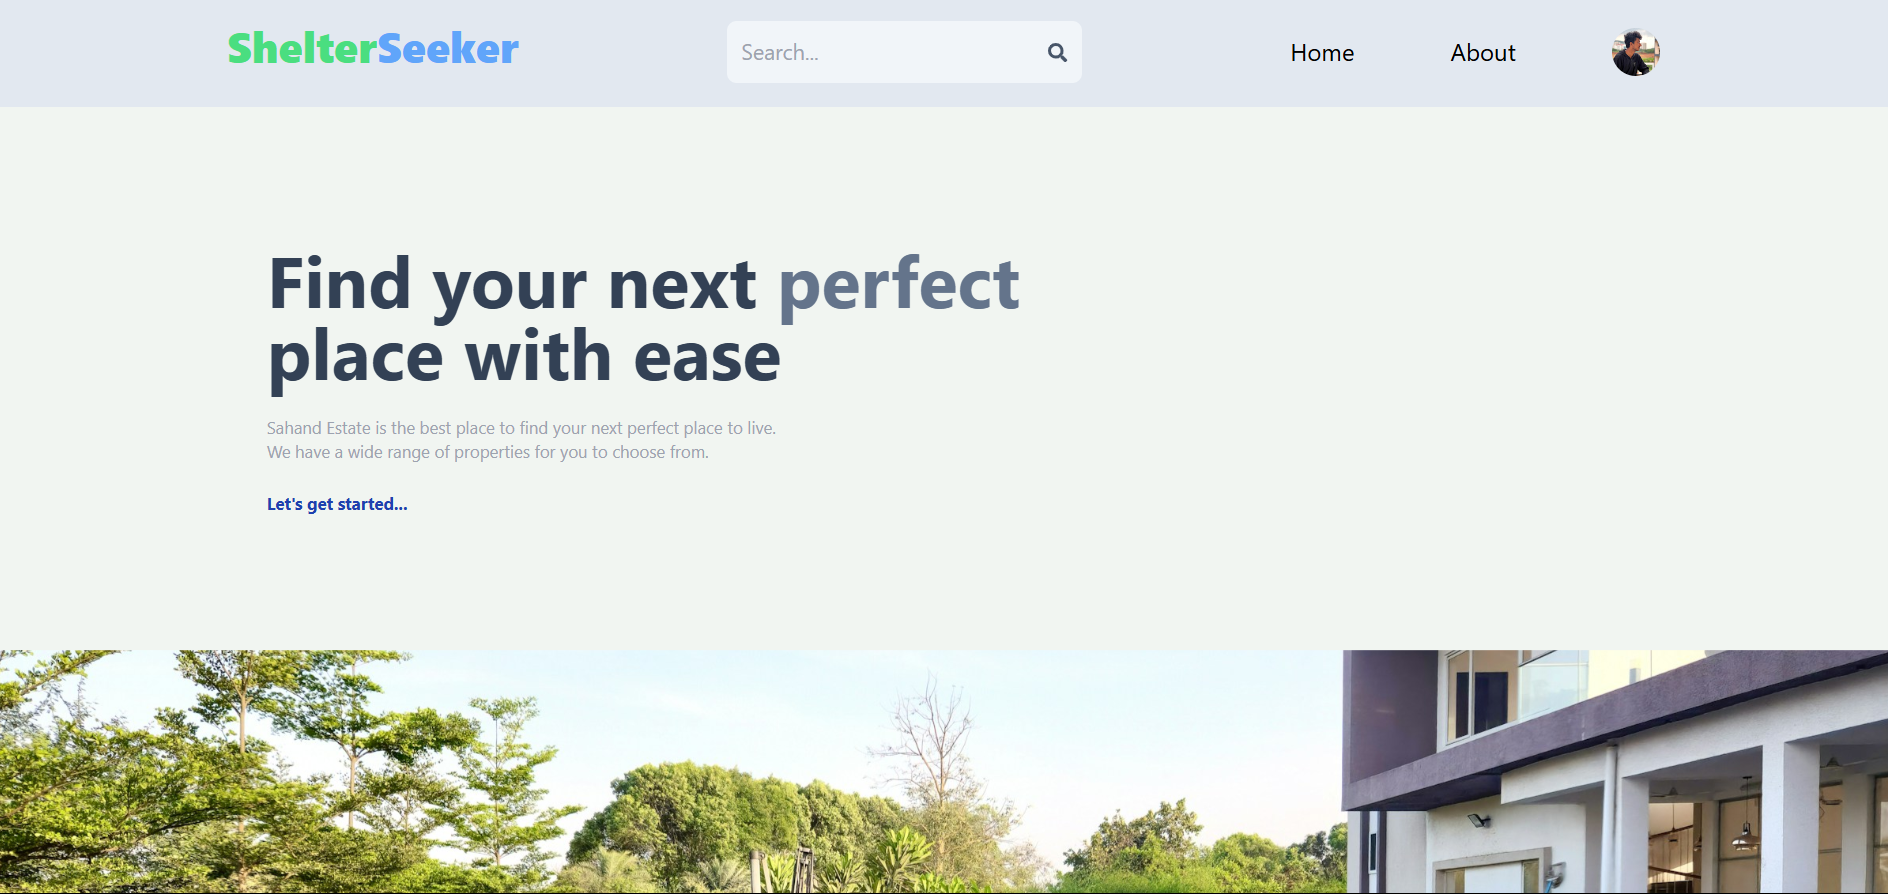 ShelterSeeker
Search...
Home
About
Find your next perfect
place with ease
Sahand Estate is the best place to find your next perfect place to live.
We have a wide range of properties for you to choose from.
Let's get started...